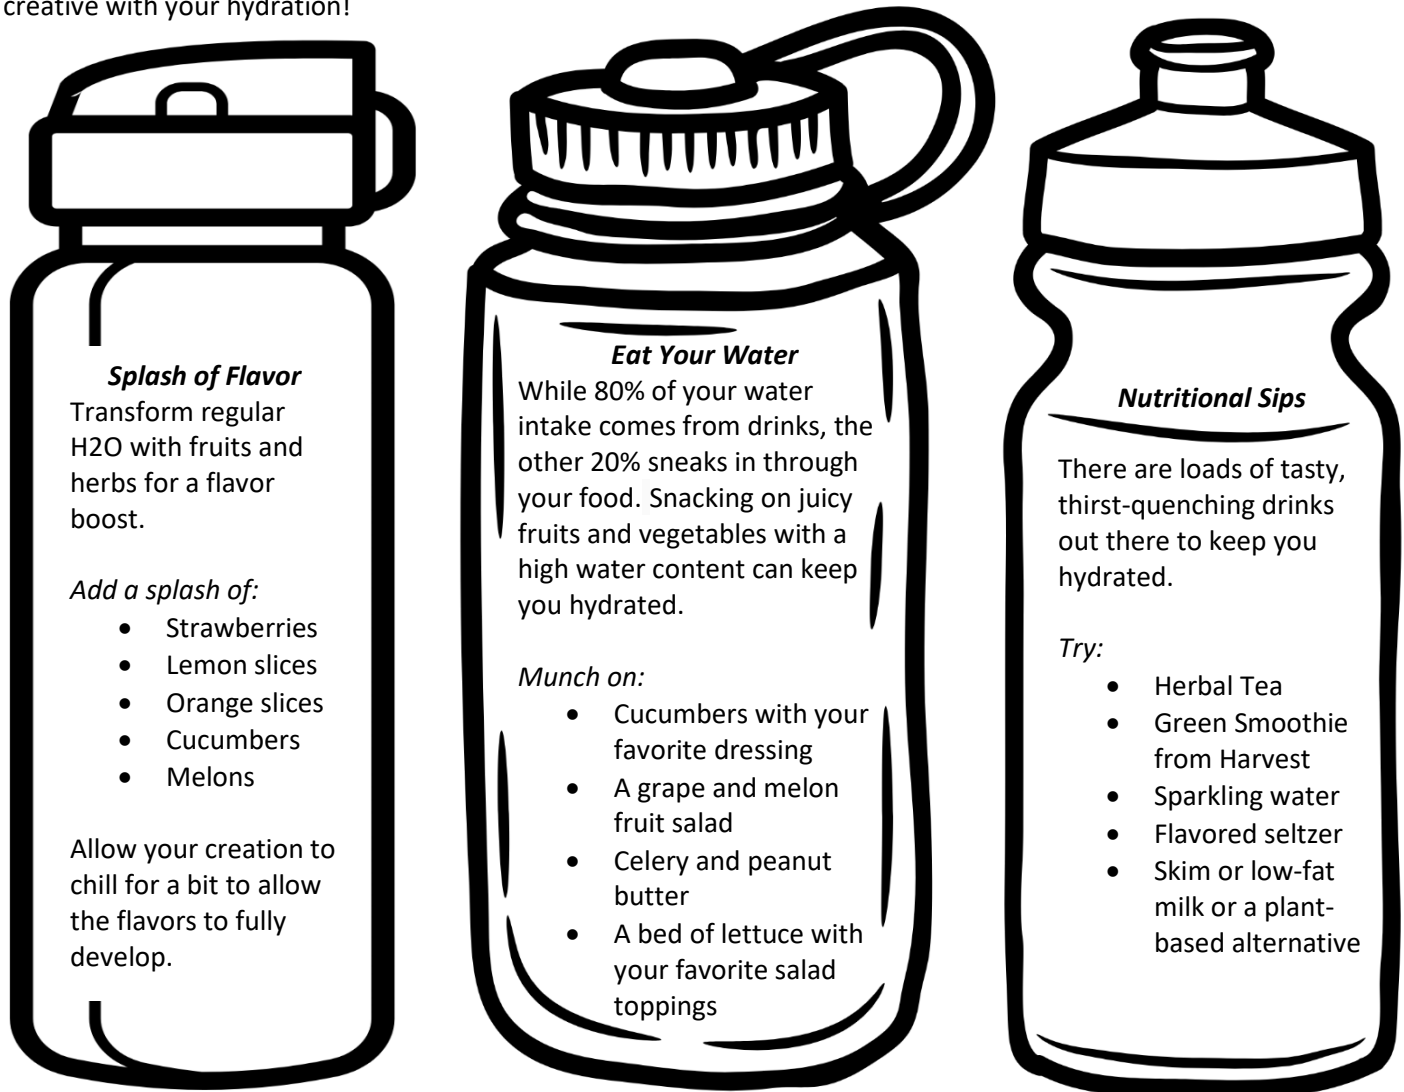 creative with your hydration!
Splash of Flavor
Transform regular
H2O with fruits and
herbs for a flavor
boost.
Add a splash of:
• Strawberries
• Lemon slices
• Orange slices
• Cucumbers
• Melons
Allow your creation to
chill for a bit to allow
the flavors to fully
develop.
Eat Your Water
While 80% of your water
intake comes from drinks, the
other 20% sneaks in through
your food. Snacking on juicy
fruits and vegetables with a
high water content can keep
you hydrated.
Munch on:
• Cucumbers with your
favorite dressing
• A grape and melon
fruit salad
• Celery and peanut
butter
• A bed of lettuce with
your favorite salad
toppings
Nutritional Sips
There are loads of tasty,
thirst-quenching drinks
out there to keep you
hydrated.
Try:
• Herbal Tea
• Green Smoothie
from Harvest
• Sparkling water
• Flavored seltzer
• Skim or low-fat
milk or a plant-
based alternative